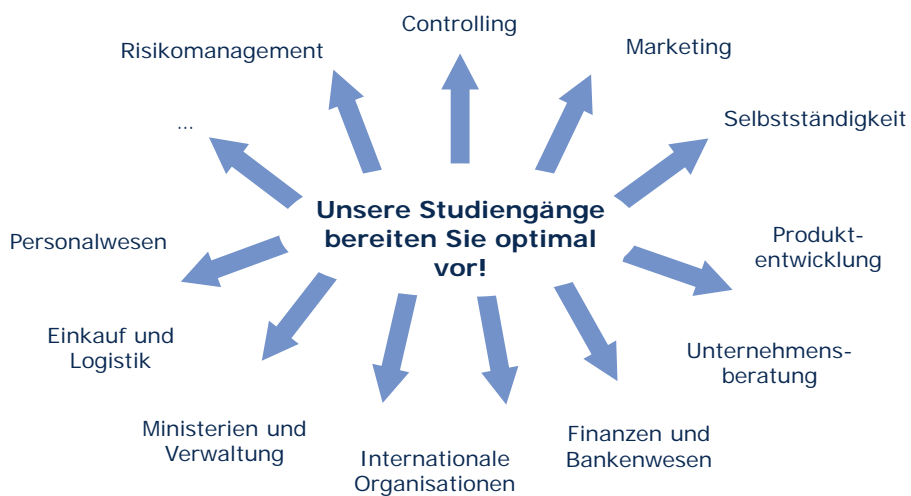 Controlling
Risikomanagement
Marketing
...
Selbstständigkeit
Unsere Studiengänge
bereiten Sie optimal
vor!
Personalwesen
Produkt-
entwicklung
Einkauf und
Logistik
Unternehmens-
beratung
Ministerien und
Verwaltung
Internationale
Organisationen
Finanzen und
Bankenwesen